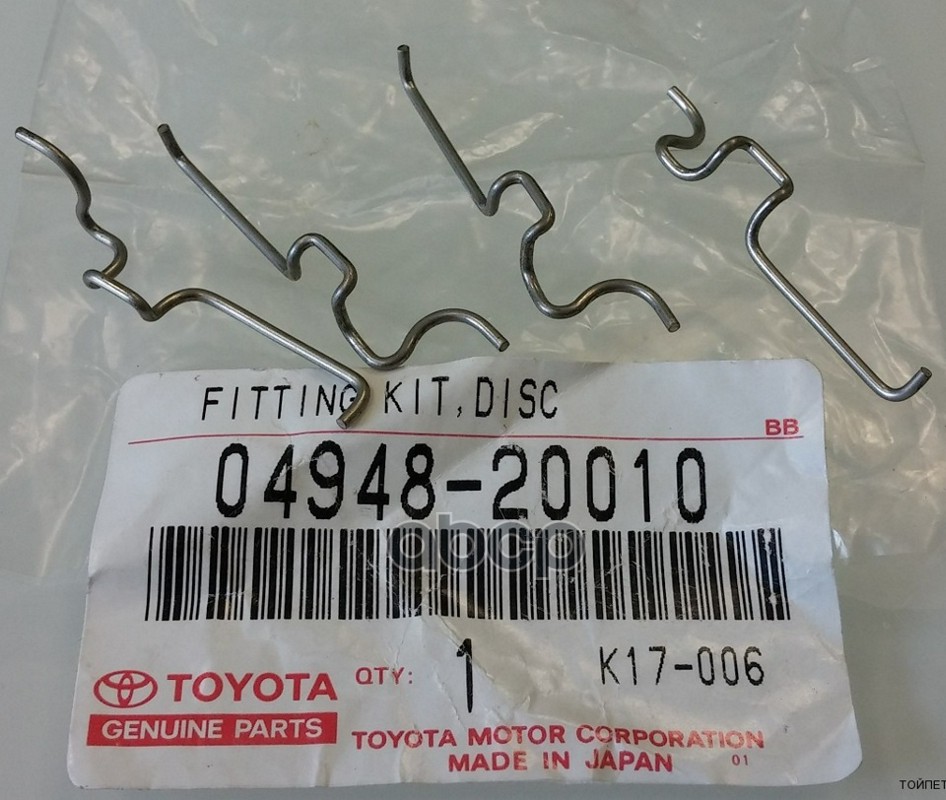 FITTING KIT, DISC
BB
04948-20010
abcp
QTY: 1 K17-006
TOYOTA
GENUINE PARTS
TOYOTA MOTOR CORPORATION
MADE IN JAPAN 01
ТОЙПЕТ